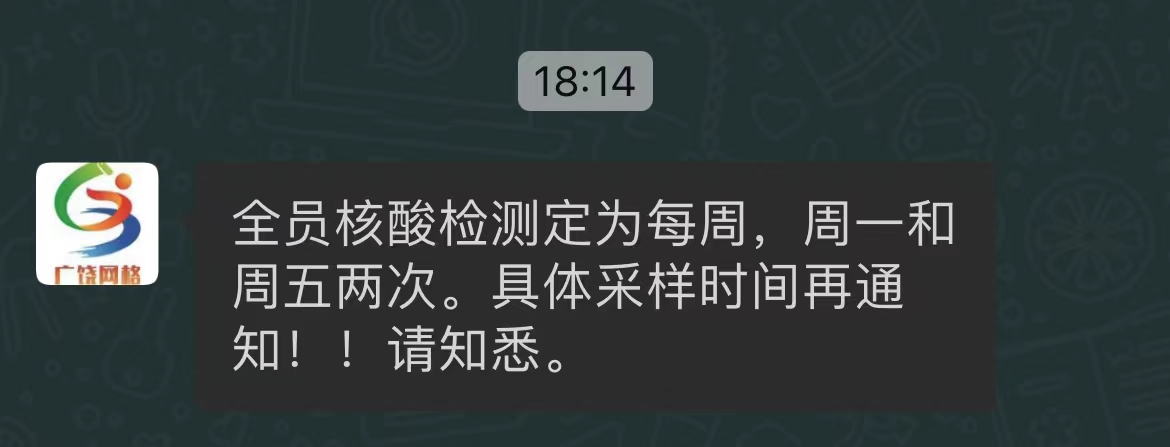 18:14
广饶网格
全员核酸检测定为每周，周一和
周五两次。具体采样时间再通
知！！请知悉。